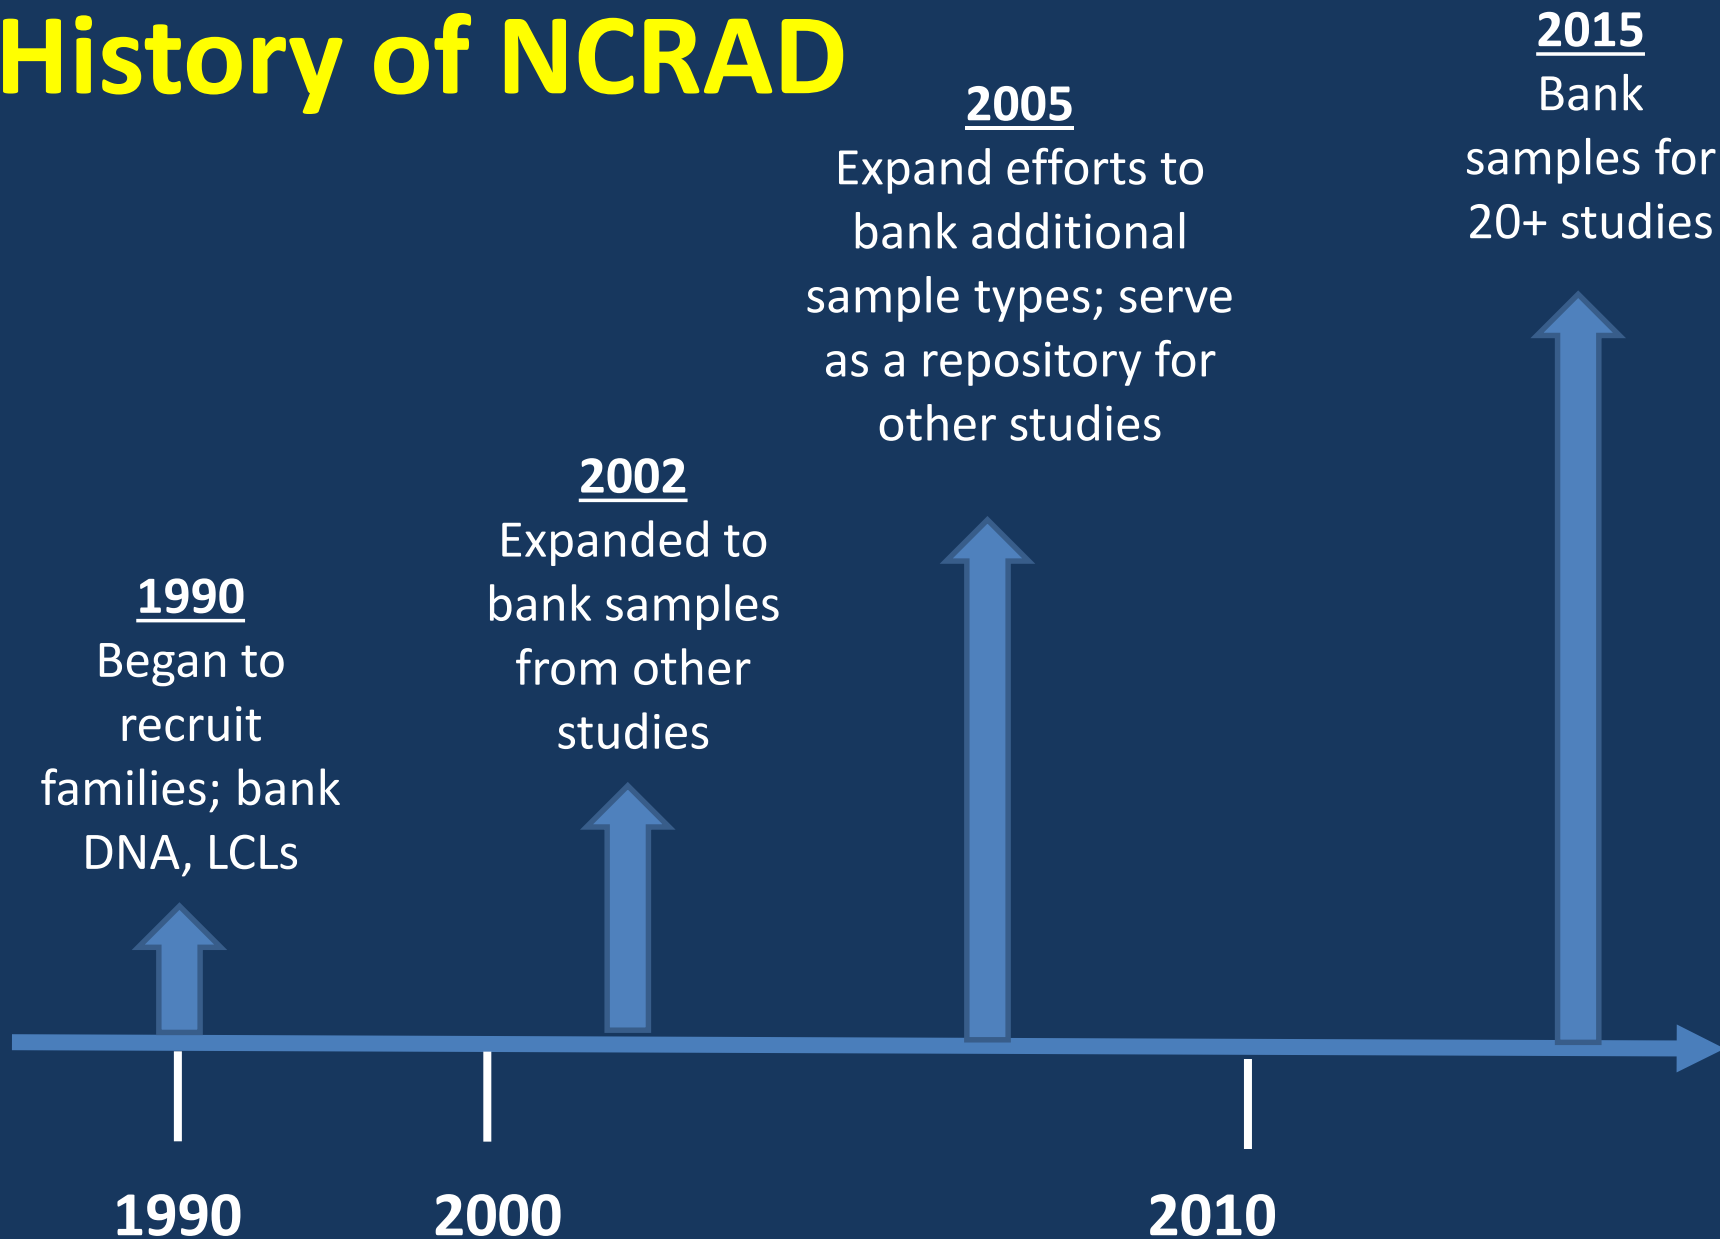 History of NCRAD
1990
Began to
recruit
families; bank
DNA, LCLs
2002
Expanded to
bank samples
from other
studies
2005
Expand efforts to
bank additional
sample types; serve
as a repository for
other studies
2015
Bank
samples for
20+ studies
1990
2000
2010